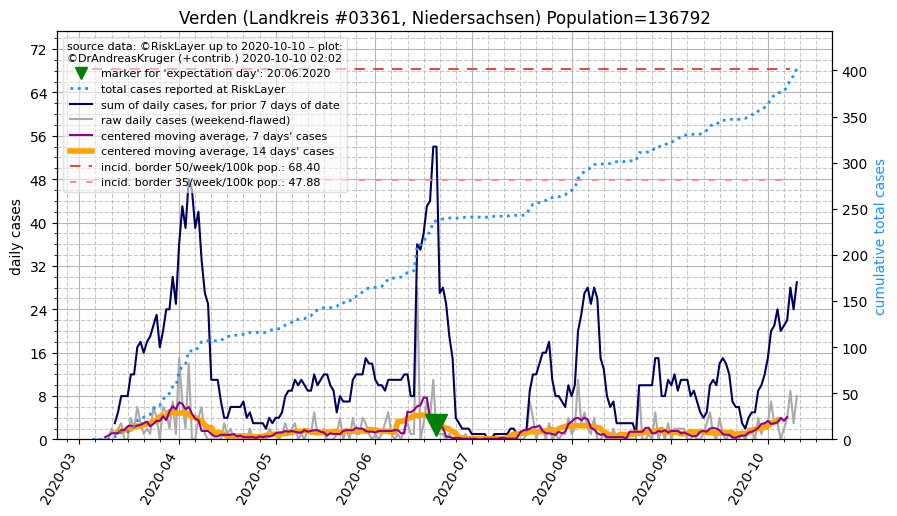 Verden (Landkreis #03361, Niedersachsen) Population=136792
source data: ©RiskLayer up to 2020-10-10 – plot:
©DrAndreasKruger (+contrib.) 2020-10-10 02:02
marker for 'expectation day': 20.06.2020
total cases reported at RiskLayer
sum of daily cases, for prior 7 days of date
raw daily cases (weekend-flawed)
centered moving average, 7 days' cases
centered moving average, 14 days' cases
incid. border 50/week/100k pop.: 68.40
incid. border 35/week/100k pop.: 47.88
daily cases
72
64
56
48
40
32
24
16
8
0
cumulative total cases
400
350
300
250
200
150
100
50
0
2020-03
2020-04
2020-05
2020-06
2020-07
2020-08
2020-09
2020-10